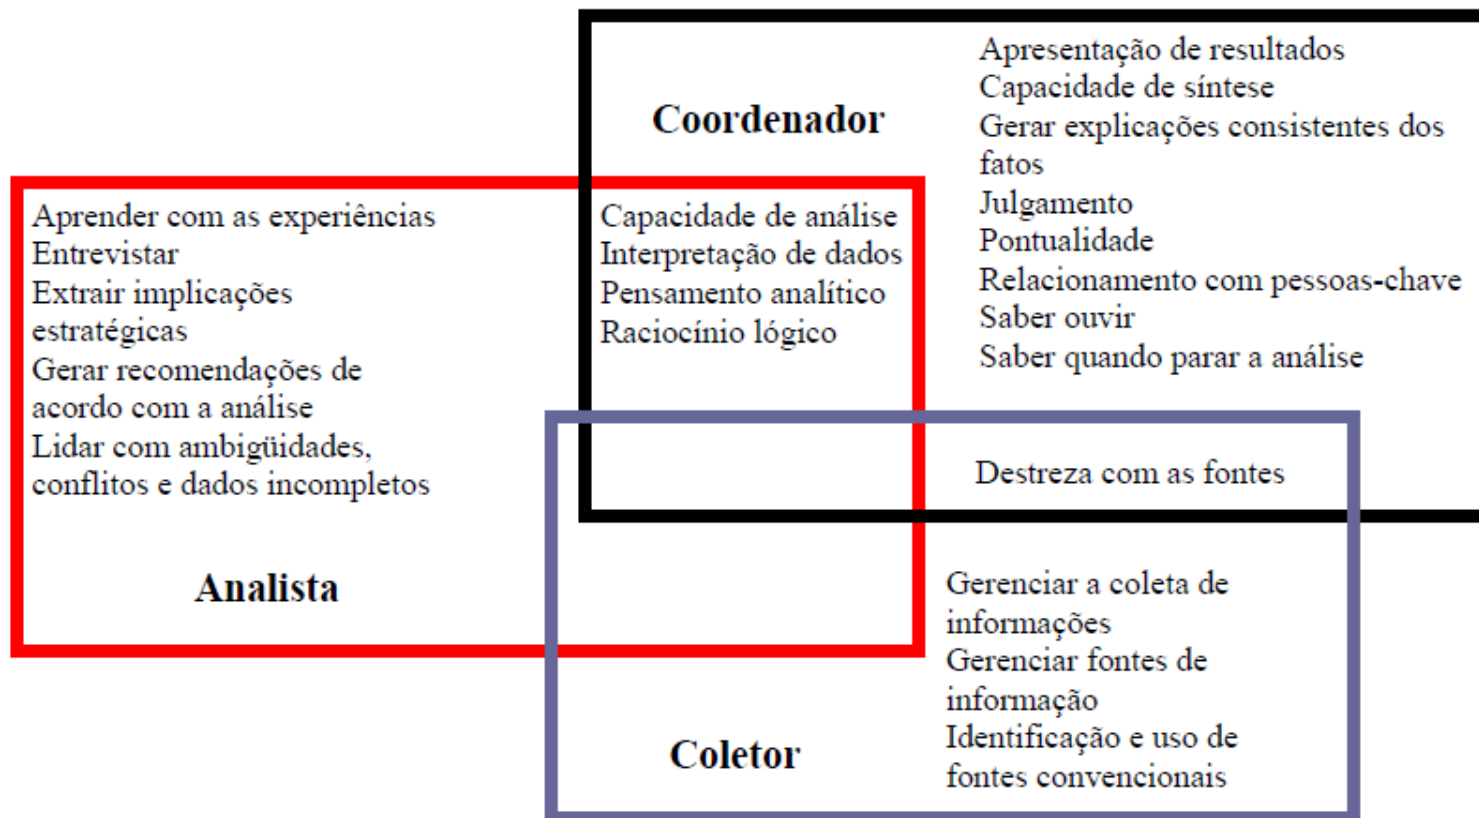 Coordenador
Apresentação de resultados
Capacidade de síntese
Gerar explicações consistentes dos
fatos
Julgamento
Pontualidade
Relacionamento com pessoas-chave
Saber ouvir
Saber quando parar a análise
Aprender com as experiências
Entrevistar
Extrair implicações
estratégicas
Gerar recomendações de
acordo com a análise
Lidar com ambigüidades,
conflitos e dados incompletos
Analista
Capacidade de análise
Interpretação de dados
Pensamento analítico
Raciocínio lógico
Destreza com as fontes
Gerenciar a coleta de
informações
Gerenciar fontes de
informação
Identificação e uso de
fontes convencionais
Coletor